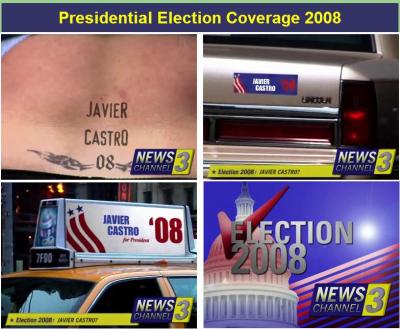 Presidential Election Coverage 2008
JAVIER
CASTRO
08
NEWS 3
CHANNEL
JAVIER
CASTRO '08
LINCOLN
★ Election 2008: JAVIER CASTRO?
NEWS 3
CHANNEL
JAVIER
CASTRO '08
for President
7F90
★ Election 2008: JAVIER CASTRO?
NEWS 3
CHANNEL
ELECTION
2008
NEWS 3
CHANNEL